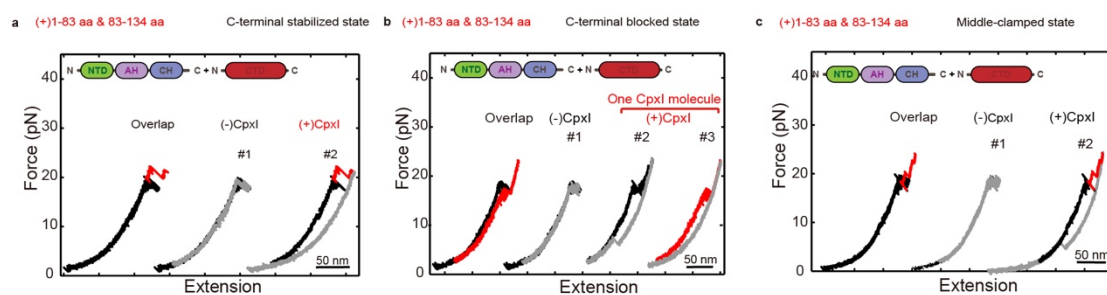 a (+)1-83 aa & 83-134 aa C-terminal stabilized state
N NTD AH CH C + N CTD C
Overlap (-)CpxI (+)CpxI
#1 #2
Force (pN)
40
30
20
10
0
50 nm
Extension
b (+)1-83 aa & 83-134 aa C-terminal blocked state
N NTD AH CH C + N CTD C
One CpxI molecule
Overlap (-)CpxI (+)CpxI
#1 #2 #3
Force (pN)
40
30
20
10
0
50 nm
Extension
c (+)1-83 aa & 83-134 aa Middle-clamped state
N NTD AH CH C + N CTD C
Overlap (-)CpxI (+)CpxI
#1 #2
Force (pN)
40
30
20
10
0
50 nm
Extension